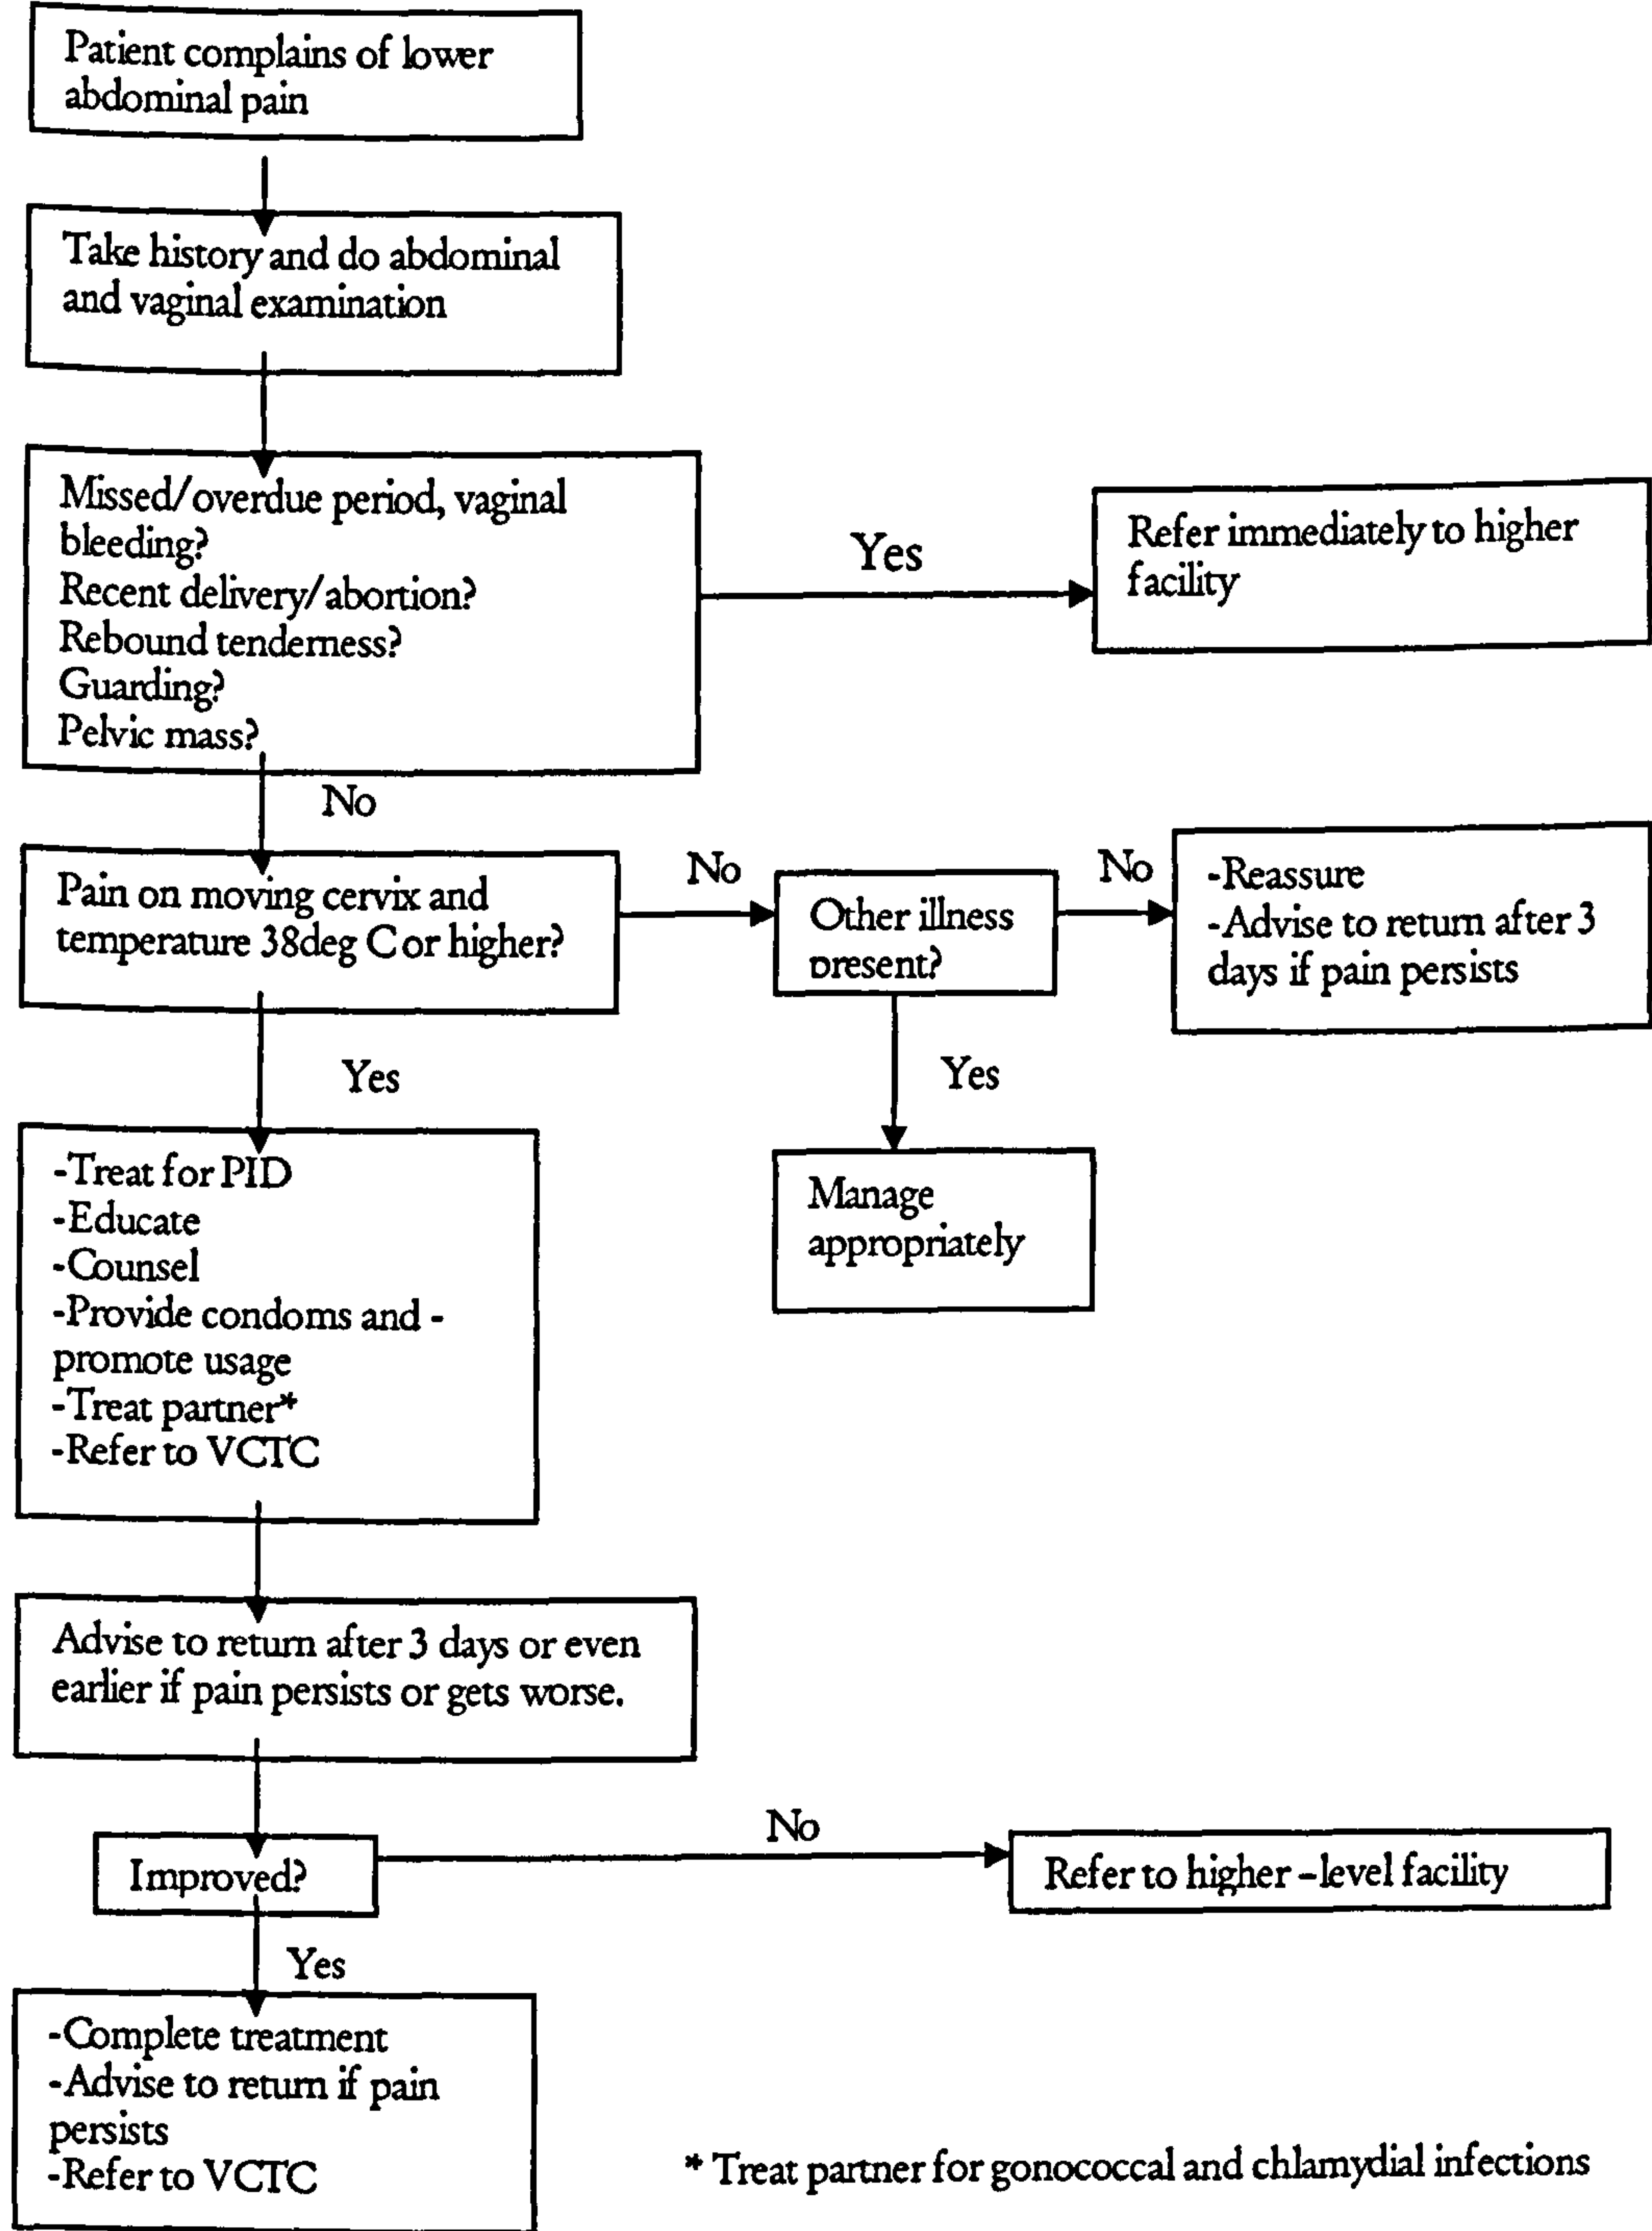 Patient complains of lower
abdominal pain
Take history and do abdominal
and vaginal examination
Missed/overdue period, vaginal
bleeding?
Recent delivery/abortion?
Rebound tenderness?
Guarding?
Pelvic mass?
Yes
Refer immediately to higher
facility
No
Pain on moving cervix and
temperature 38deg C or higher?
No
Other illness
present?
No
-Reassure
-Advise to return after 3
days if pain persists
Yes
Yes
Manage
appropriately
-Treat for PID
-Educate
-Counsel
-Provide condoms and -
promote usage
-Treat partner*
-Refer to VCTC
Advise to return after 3 days or even
earlier if pain persists or gets worse.
Improved?
No
Refer to higher –level facility
Yes
-Complete treatment
-Advise to return if pain
persists
-Refer to VCTC
* Treat partner for gonococcal and chlamydial infections